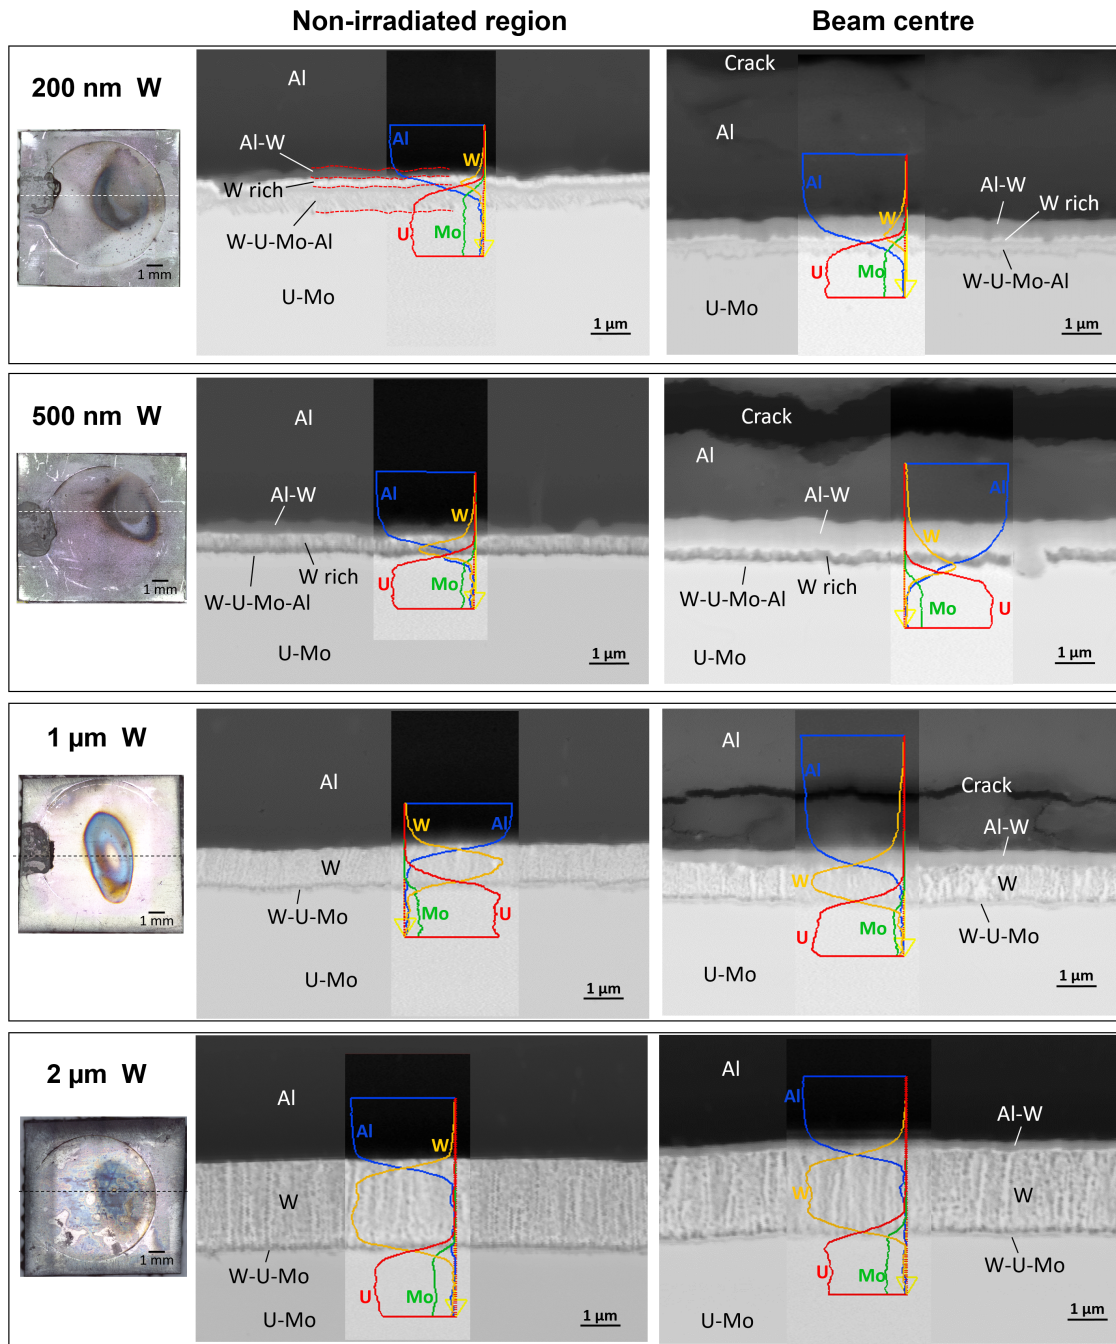 Non-irradiated region
Beam centre
200 nm W
1 mm
Al
Al-W
W rich
W-U-Mo-Al
U-Mo
Al
W
U
Mo
1 µm
Crack
Al
Al-W
W rich
W-U-Mo-Al
U-Mo
Al
W
U
Mo
1 µm
500 nm W
1 mm
Al
Al-W
W rich
W-U-Mo-Al
U-Mo
Al
W
U
Mo
1 µm
Crack
Al
Al-W
W rich
W-U-Mo-Al
U-Mo
Al
W
Mo
U
1 µm
1 µm W
1 mm
Al
W
W-U-Mo
U-Mo
W
Al
Mo
U
1 µm
Al
Crack
Al-W
W
W-U-Mo
U-Mo
Al
W
U
Mo
1 µm
2 µm W
1 mm
Al
W
W-U-Mo
U-Mo
Al
W
U
Mo
1 µm
Al
Al-W
W
W-U-Mo
U-Mo
Al
W
U
Mo
1 µm